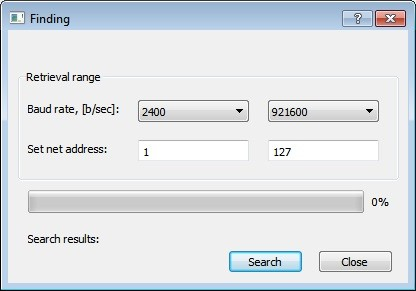 Finding
Retrieval range
Baud rate, [b/sec]: 2400 921600
Set net address: 1 127
0%
Search results:
Search Close